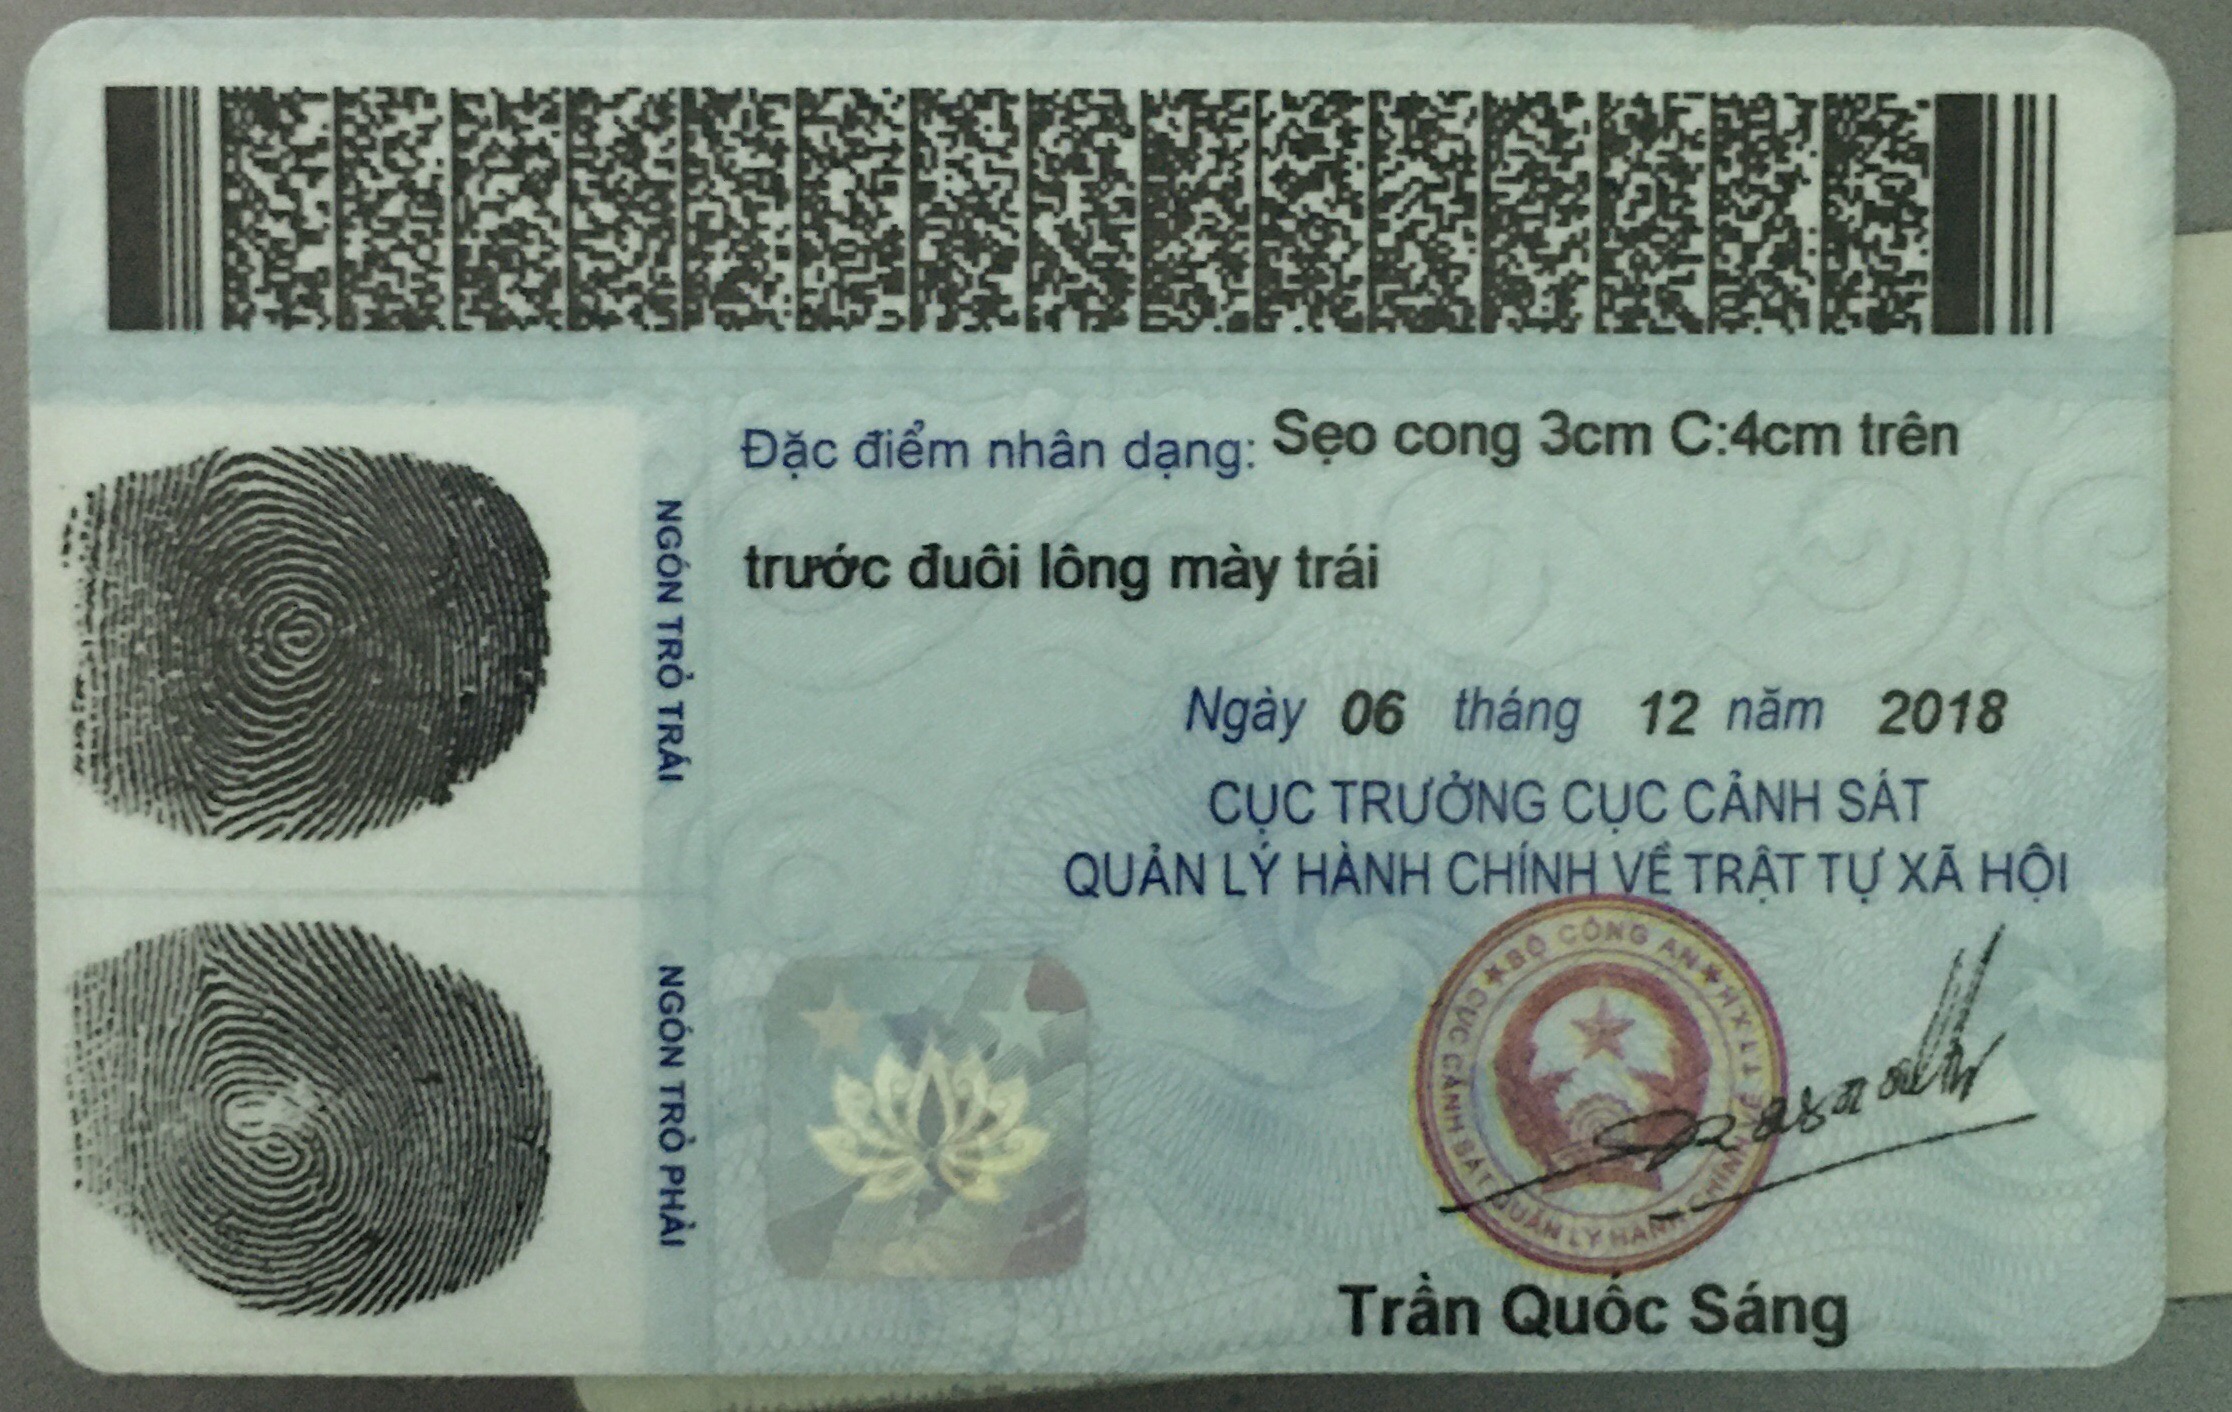 Đặc điểm nhân dạng: Sẹo cong 3cm C:4cm trên
trước đuôi lông mày trái
NGÓN TRỎ TRÁI
NGÓN TRỎ PHẢI
Ngày 06 tháng 12 năm 2018
CỤC TRƯỞNG CỤC CẢNH SÁT
QUẢN LÝ HÀNH CHÍNH VỀ TRẬT TỰ XÃ HỘI
★ BỘ CÔNG AN ★
CỤC CẢNH SÁT QUẢN LÝ HÀNH CHÍNH VỀ TTXH
Trần Quốc Sáng